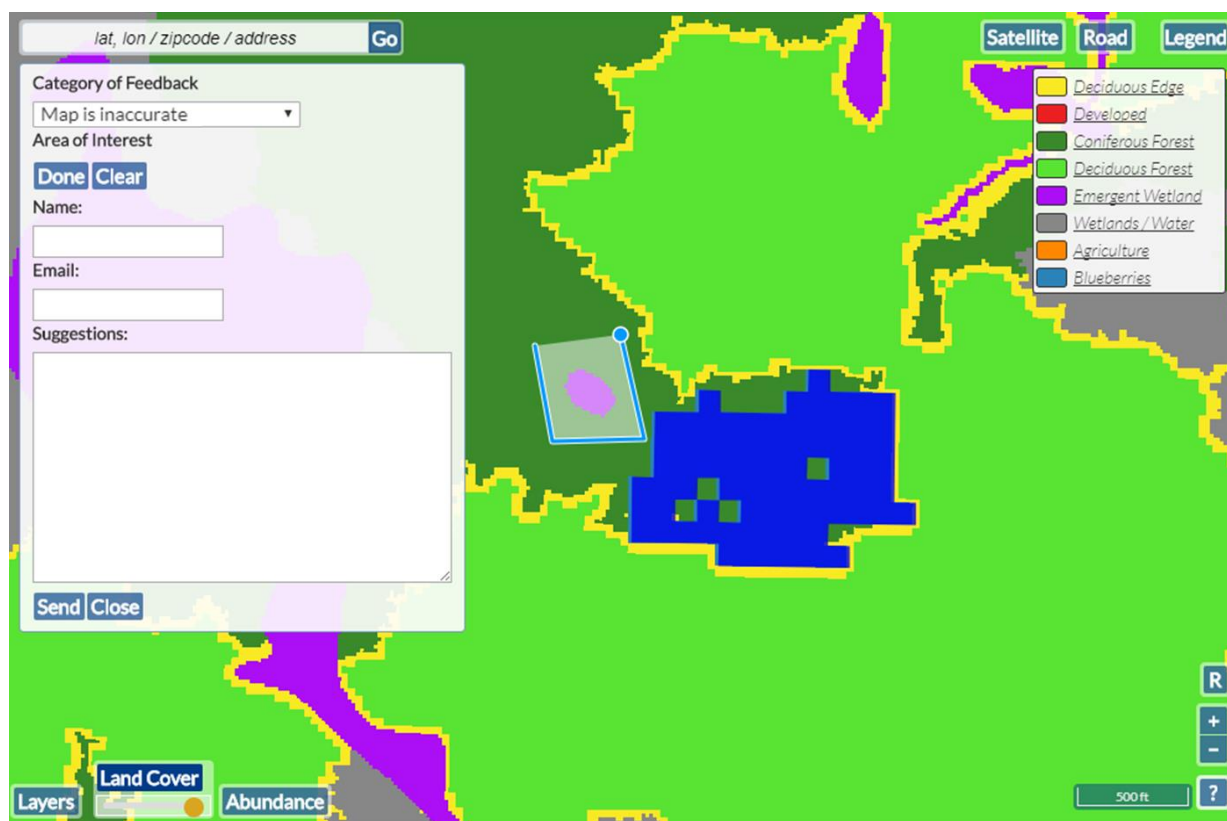 lat, lon / zipcode / address Go
Satellite Road Legend
Category of Feedback
Map is inaccurate
Area of Interest
Done Clear
Name:
Email:
Suggestions:
Send Close
Deciduous Edge
Developed
Coniferous Forest
Deciduous Forest
Emergent Wetland
Wetlands / Water
Agriculture
Blueberries
R
+
−
Land Cover
Layers Abundance
500 ft ?